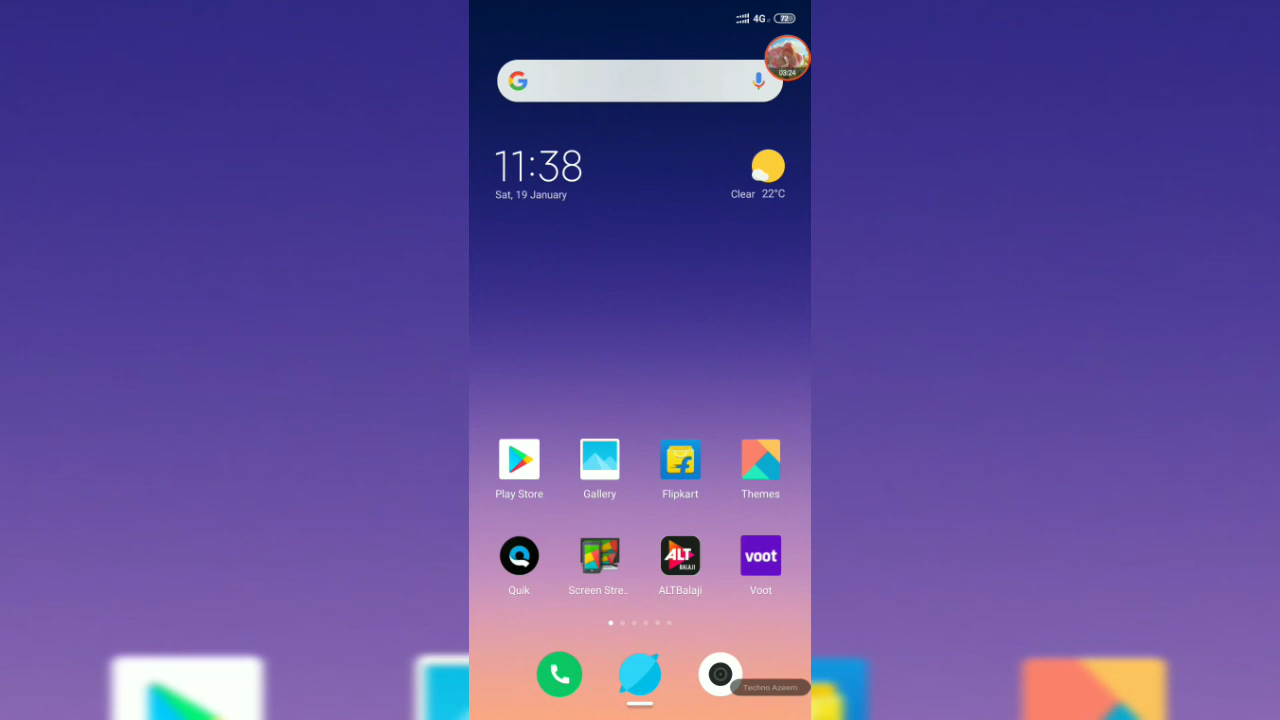 4G
72
03:24
11:38
Sat, 19 January
Clear 22°C
Play Store
Gallery
Flipkart
Themes
ALT
BALAJI
voot
Quik
Screen Stre..
ALTBalaji
Voot
Techno Azeem